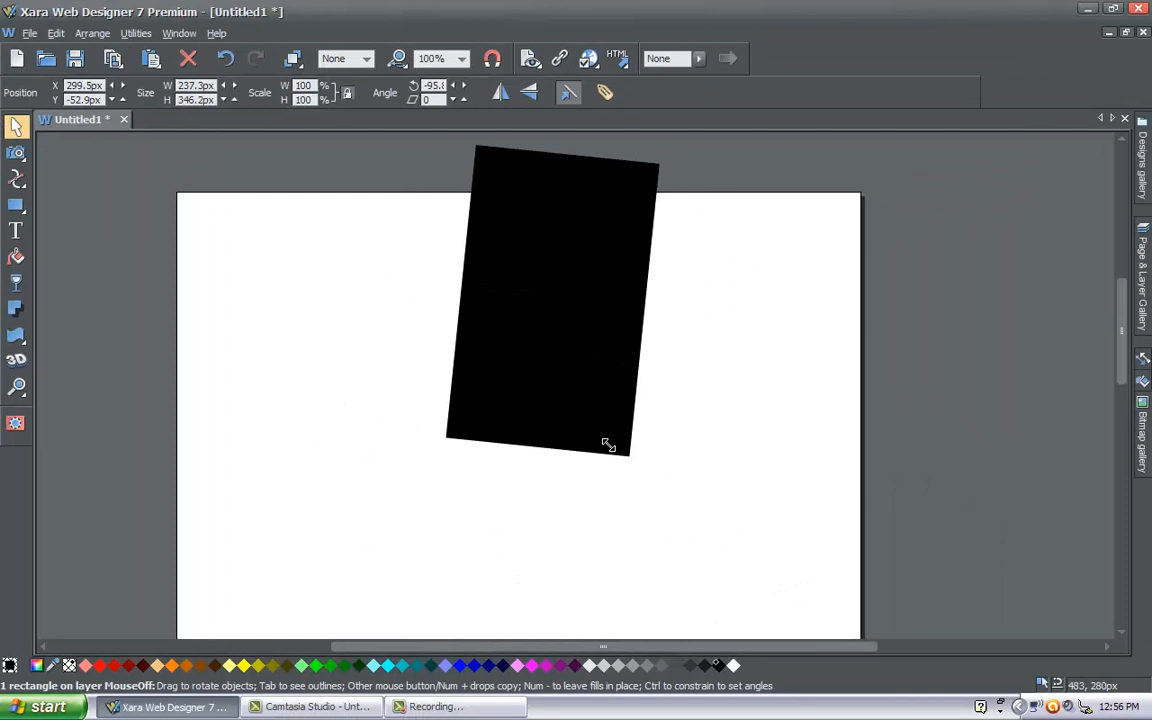 Xara Web Designer 7 Premium - [Untitled1 *]
File Edit Arrange Utilities Window Help
None 100% HTML None
Position X 299.5px Y -52.9px Size W 237.3px H 346.2px Scale W 100 H 100 % % Angle -95.8 0
W Untitled1 *
Designs gallery
Page & Layer Gallery
Bitmap gallery
T
3D
1 rectangle on layer MouseOff: Drag to rotate objects; Tab to see outlines; Other mouse button/Num + drops copy; Num - to leave fills in place; Ctrl to constrain to set angles
483, 280px
start Xara Web Designer 7 ... Camtasia Studio - Unt... Recording... 12:56 PM